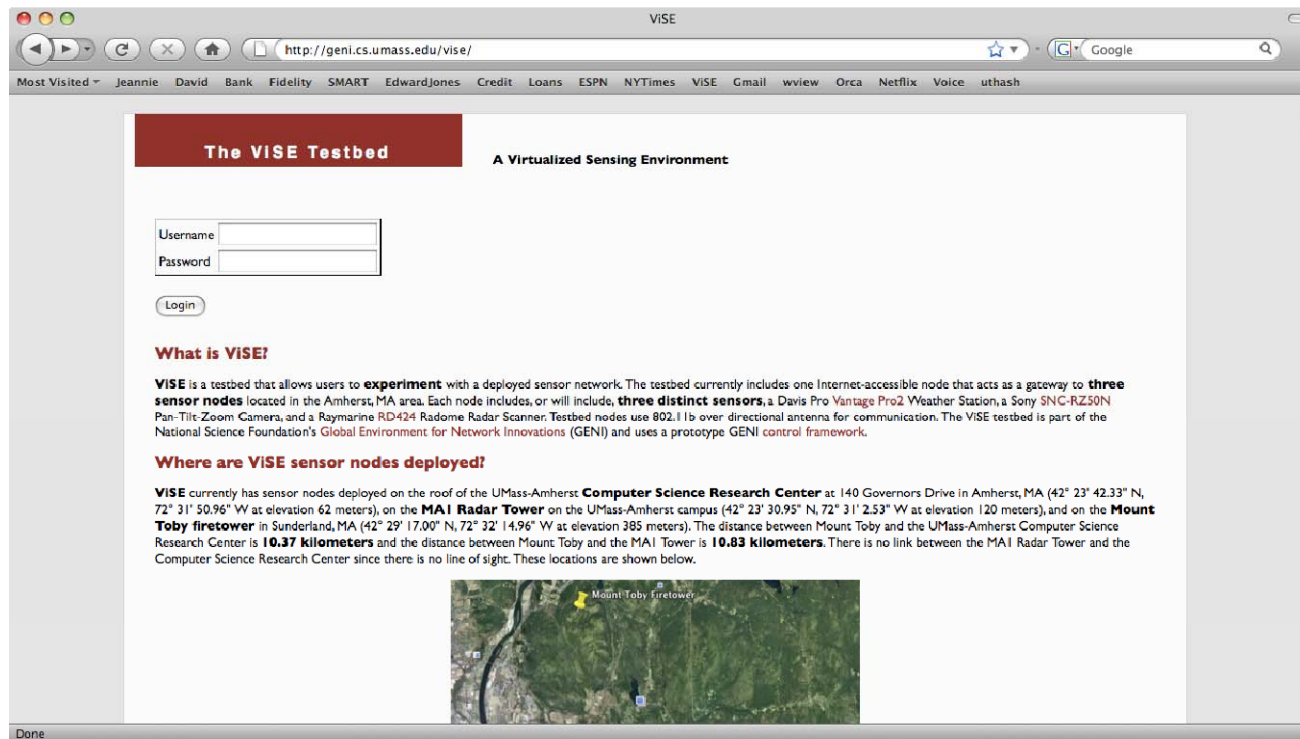 ViSE
http://geni.cs.umass.edu/vise/
G Google
Most Visited Jeannie David Bank Fidelity SMART EdwardJones Credit Loans ESPN NYTimes ViSE Gmail wview Orca Netflix Voice uthash
The ViSE Testbed
A Virtualized Sensing Environment
Username
Password
Login
What is ViSE?
ViSE is a testbed that allows users to experiment with a deployed sensor network. The testbed currently includes one Internet-accessible node that acts as a gateway to three
sensor nodes located in the Amherst, MA area. Each node includes, or will include, three distinct sensors, a Davis Pro Vantage Pro2 Weather Station, a Sony SNC-RZ50N
Pan-Tilt-Zoom Camera, and a Raymarine RD424 Radome Radar Scanner. Testbed nodes use 802.11b over directional antenna for communication. The ViSE testbed is part of the
National Science Foundation's Global Environment for Network Innovations (GENI) and uses a prototype GENI control framework.
Where are ViSE sensor nodes deployed?
ViSE currently has sensor nodes deployed on the roof of the UMass-Amherst Computer Science Research Center at 140 Governors Drive in Amherst, MA (42° 23' 42.33" N,
72° 31' 50.96" W at elevation 62 meters), on the MA1 Radar Tower on the UMass-Amherst campus (42° 23' 30.95" N, 72° 31' 2.53" W at elevation 120 meters), and on the Mount
Toby firetower in Sunderland, MA (42° 29' 17.00" N, 72° 32' 14.96" W at elevation 385 meters). The distance between Mount Toby and the UMass-Amherst Computer Science
Research Center is 10.37 kilometers and the distance between Mount Toby and the MA1 Tower is 10.83 kilometers. There is no link between the MA1 Radar Tower and the
Computer Science Research Center since there is no line of sight. These locations are shown below.
Mount Toby Firetower
Done